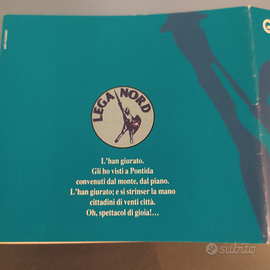 LEGA NORD
L'han giurato.
Gli ho visti a Pontida
convenuti dal monte, dal piano.
L'han giurato; e si strinser la mano
cittadini di venti città.
Oh, spettacol di gioia!...
G
subito